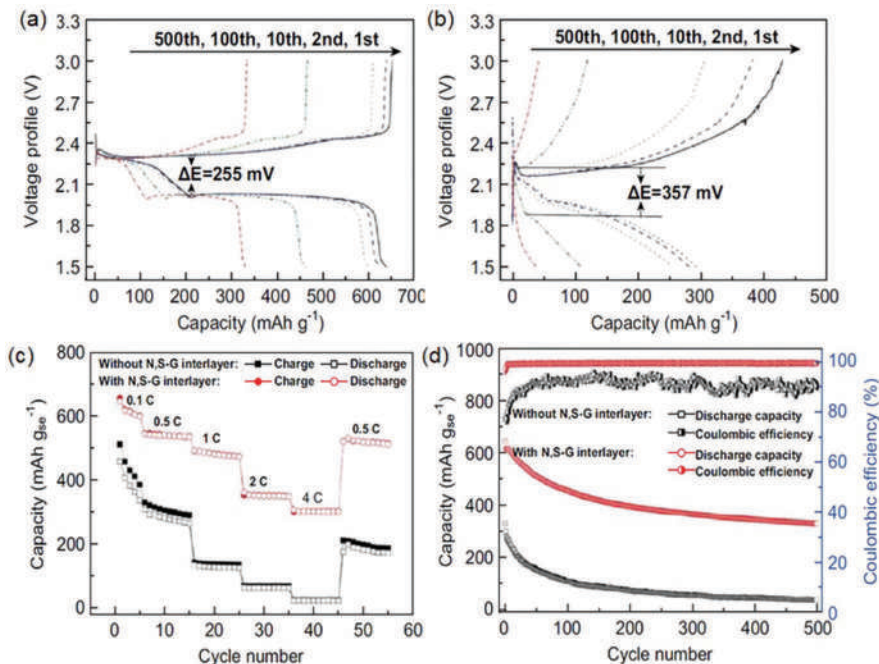 (a)
500th, 100th, 10th, 2nd, 1st
ΔE=255 mV
Voltage profile (V)
3.3
3.0
2.7
2.4
2.1
1.8
1.5
0 100 200 300 400 500 600 700
Capacity (mAh g⁻¹)
(b)
500th, 100th, 10th, 2nd, 1st
ΔE=357 mV
Voltage profile (V)
3.3
3.0
2.7
2.4
2.1
1.8
1.5
0 100 200 300 400 500
Capacity (mAh g⁻¹)
(c)
Without N,S-G interlayer: Charge Discharge
With N,S-G interlayer: Charge Discharge
0.1 C
0.5 C
1 C
2 C
4 C
0.5 C
Capacity (mAh gse⁻¹)
800
600
400
200
0
0 10 20 30 40 50 60
Cycle number
(d)
Without N,S-G interlayer:
Discharge capacity
Coulombic efficiency
With N,S-G interlayer:
Discharge capacity
Coulombic efficiency
Capacity (mAh gse⁻¹)
1000
800
600
400
200
0
0 100 200 300 400 500
Cycle number
100
80
60
40
20
0
Coulombic efficiency (%)